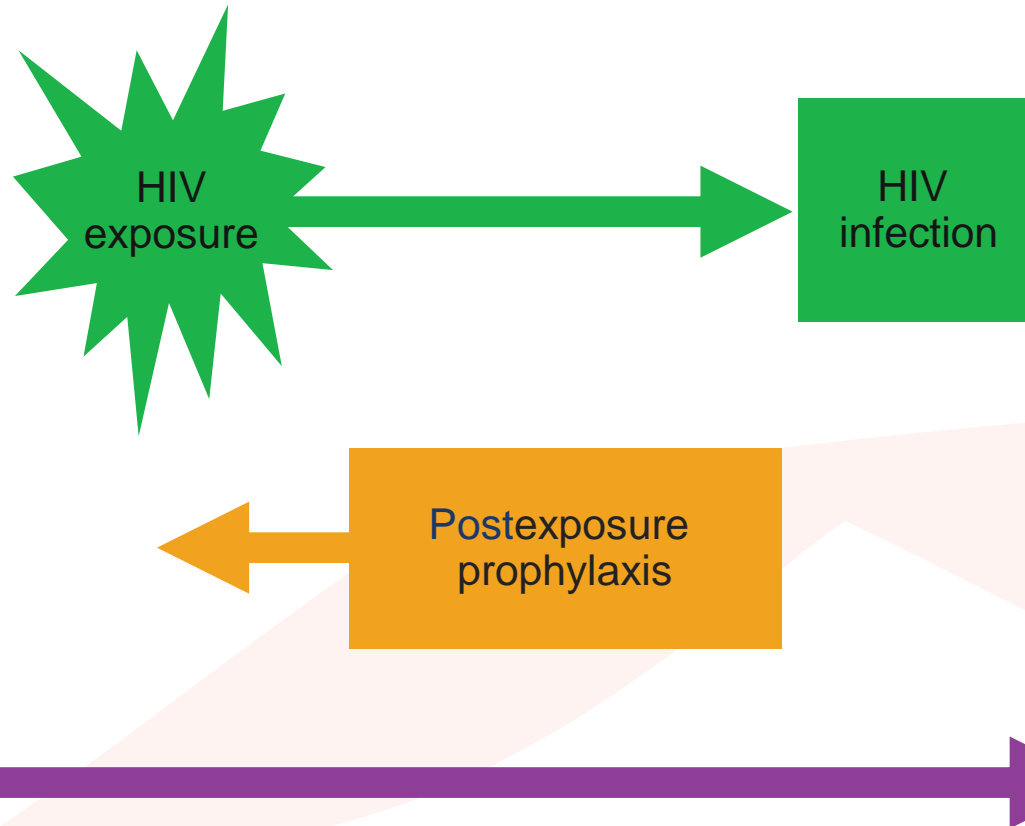 HIV
exposure
HIV
infection
Postexposure
prophylaxis